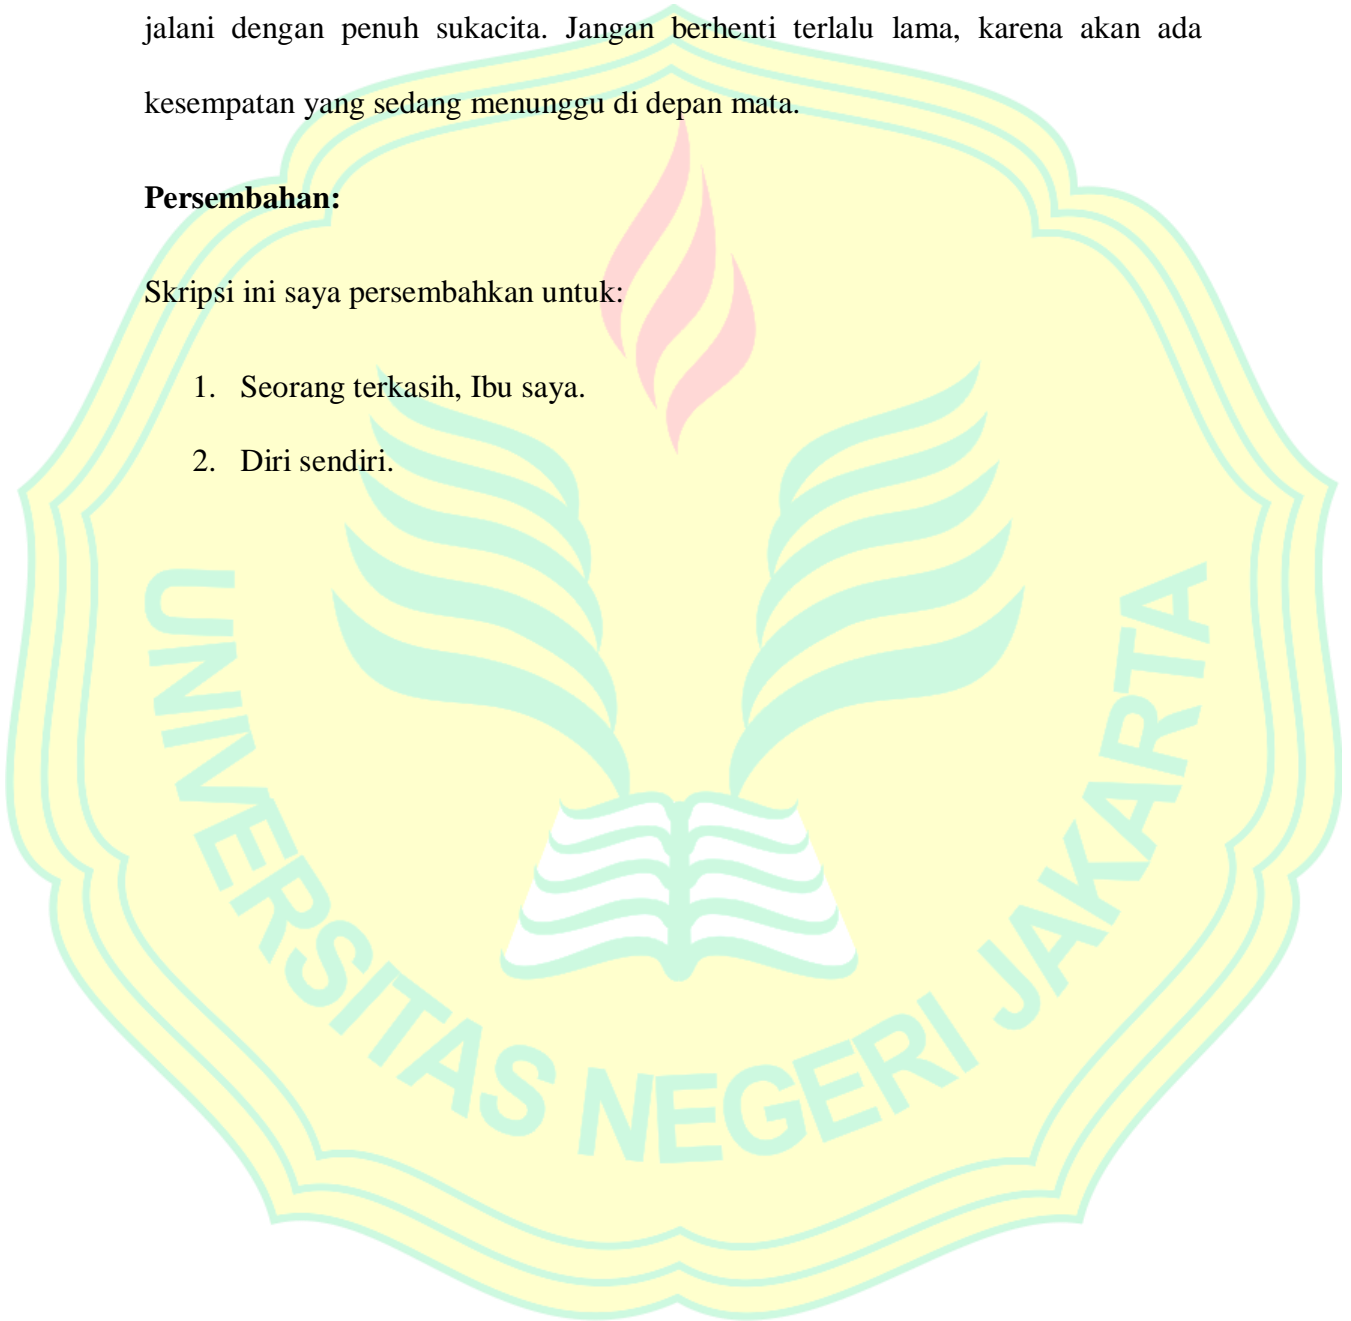 jalani dengan penuh sukacita. Jangan berhenti terlalu lama, karena akan ada
kesempatan yang sedang menunggu di depan mata.
Persembahan:
Skripsi ini saya persembahkan untuk:
1. Seorang terkasih, Ibu saya.
2. Diri sendiri.
UNIVERSITAS NEGERI JAKARTA